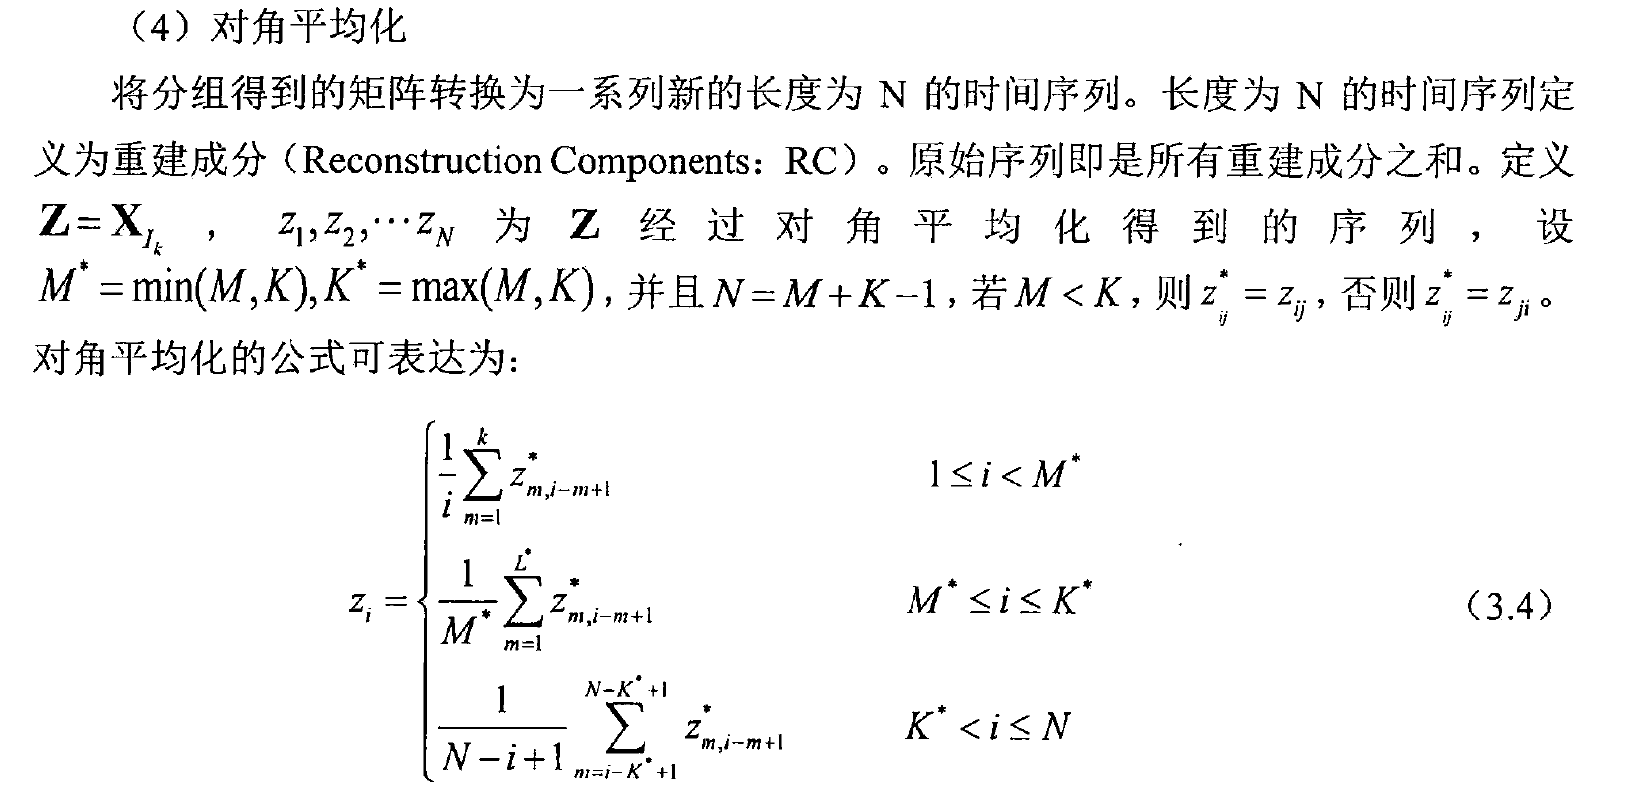 （4）对角平均化
将分组得到的矩阵转换为一系列新的长度为 N 的时间序列。长度为 N 的时间序列定
义为重建成分（Reconstruction Components：RC）。原始序列即是所有重建成分之和。定义
$\mathbf{Z}=\mathbf{X}_{I_k}$ ， $z_1,z_2,\cdots z_N$ 为 $\mathbf{Z}$ 经过对角平均化得到的序列，设
$M^*=\min(M,K),K^*=\max(M,K)$，并且$N=M+K-1$，若$M<K$，则$z^*_{ij}=z_{ij}$，否则$z^*_{ij}=z_{ji}$。
对角平均化的公式可表达为：
$z_i=\begin{cases}\frac{1}{i}\sum_{m=1}^{k}z^*_{m,i-m+1} & 1\le i<M^*\\ \frac{1}{M^*}\sum_{m=1}^{L^*}z^*_{m,i-m+1} & M^*\le i\le K^*\\ \frac{1}{N-i+1}\sum_{m=i-K^*+1}^{N-K^*+1}z^*_{m,i-m+1} & K^*<i\le N\end{cases}$ （3.4）